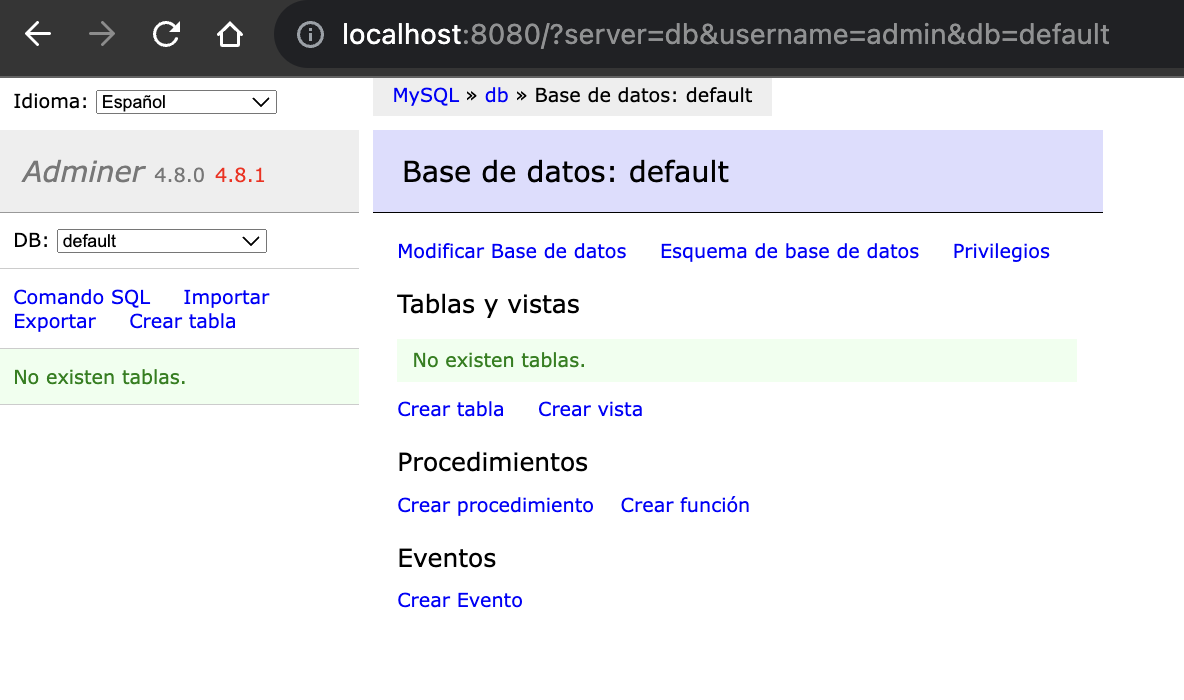 localhost:8080/?server=db&username=admin&db=default
Idioma: Español
MySQL » db » Base de datos: default
Adminer 4.8.0 4.8.1
Base de datos: default
DB: default
Comando SQL Importar
Exportar Crear tabla
No existen tablas.
Modificar Base de datos Esquema de base de datos Privilegios
Tablas y vistas
No existen tablas.
Crear tabla Crear vista
Procedimientos
Crear procedimiento Crear función
Eventos
Crear Evento